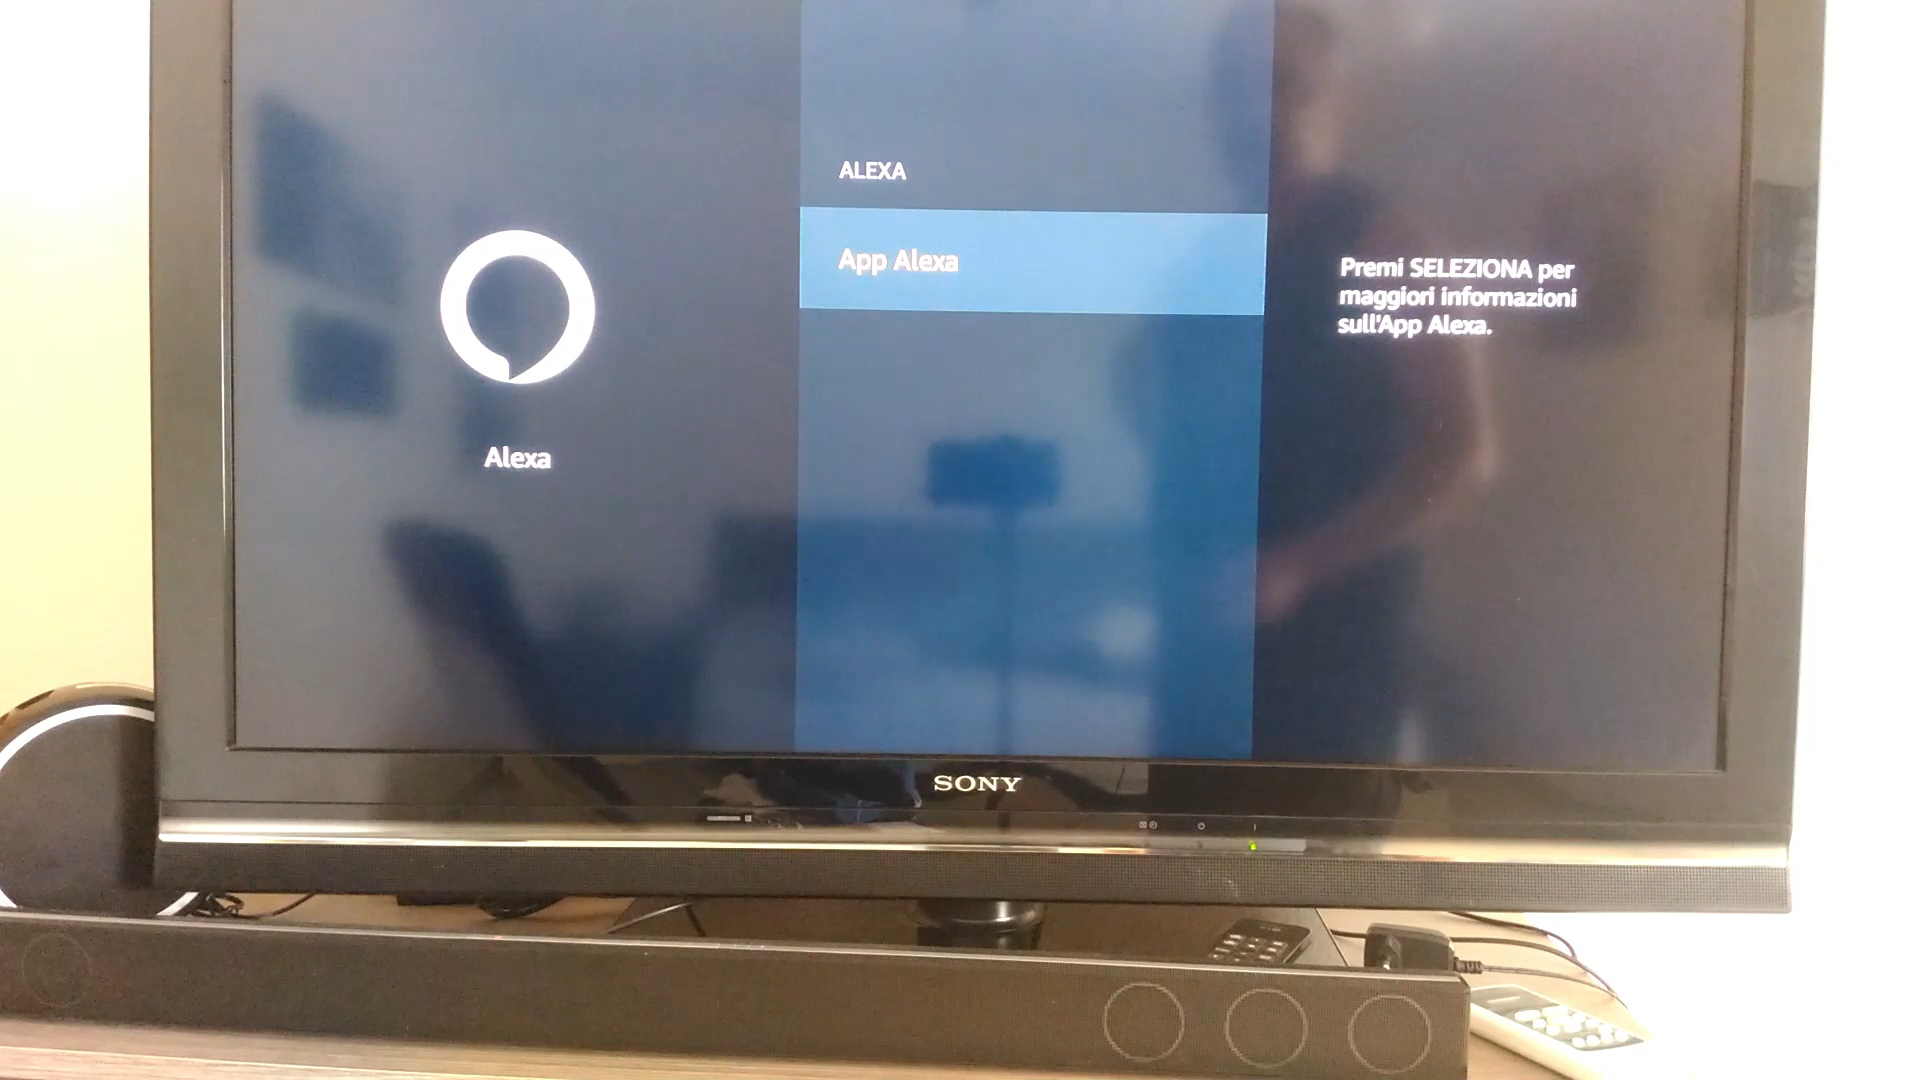 ALEXA
App Alexa
Alexa
Premi SELEZIONA per
maggiori informazioni
sull'App Alexa.
SONY